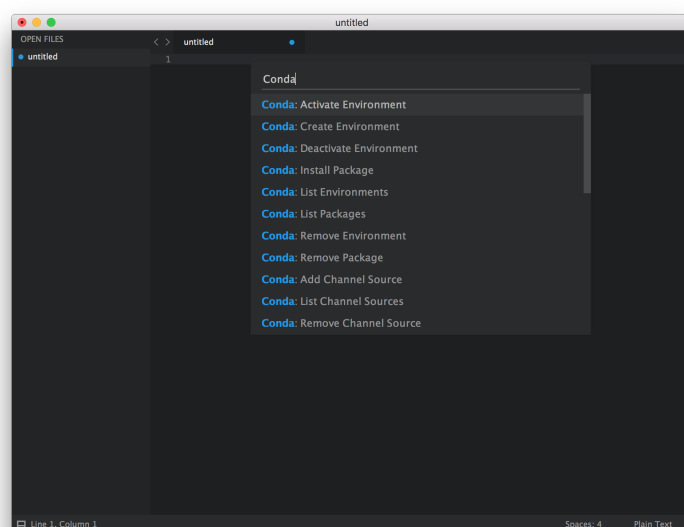 untitled
OPEN FILES
untitled
untitled
1
Conda
Conda: Activate Environment
Conda: Create Environment
Conda: Deactivate Environment
Conda: Install Package
Conda: List Environments
Conda: List Packages
Conda: Remove Environment
Conda: Remove Package
Conda: Add Channel Source
Conda: List Channel Sources
Conda: Remove Channel Source
Line 1, Column 1
Spaces: 4
Plain Text